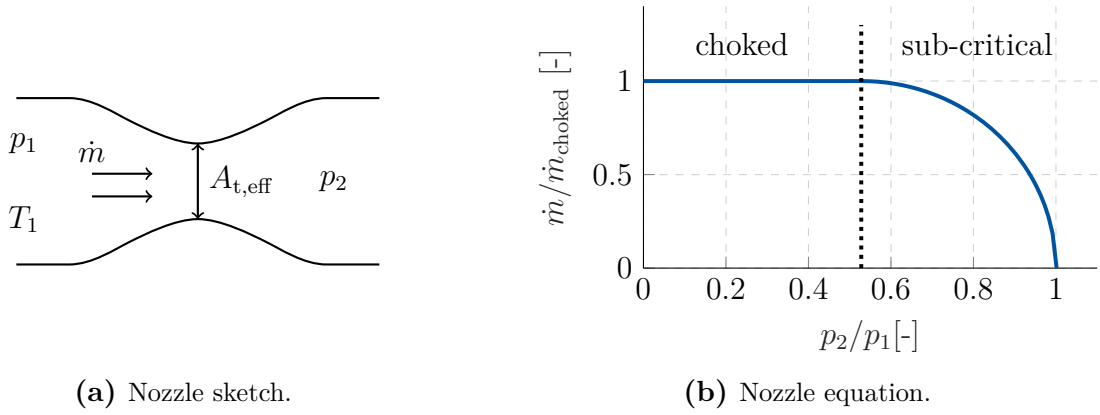 p₁
ṁ
A_t,eff
p₂
T₁
(a) Nozzle sketch.
choked
sub-critical
ṁ/ṁ_choked [-]
1
0.5
0
0 0.2 0.4 0.6 0.8 1
p₂/p₁[-]
(b) Nozzle equation.